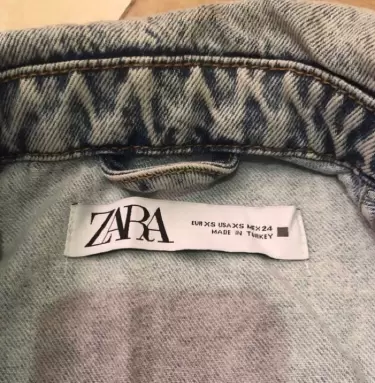 ZARA
EUR XS USA XS MEX 24
MADE IN TURKEY